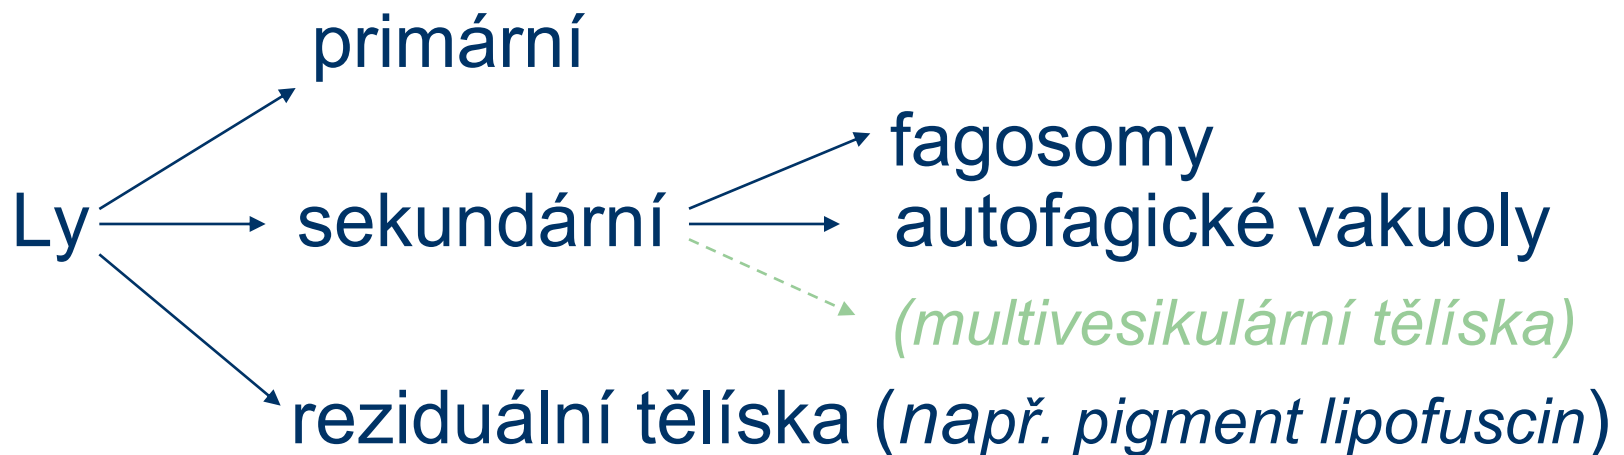 primární
fagosomy
Ly sekundární autofagické vakuoly
(multivesikulární tělíska)
reziduální tělíska (např. pigment lipofuscin)